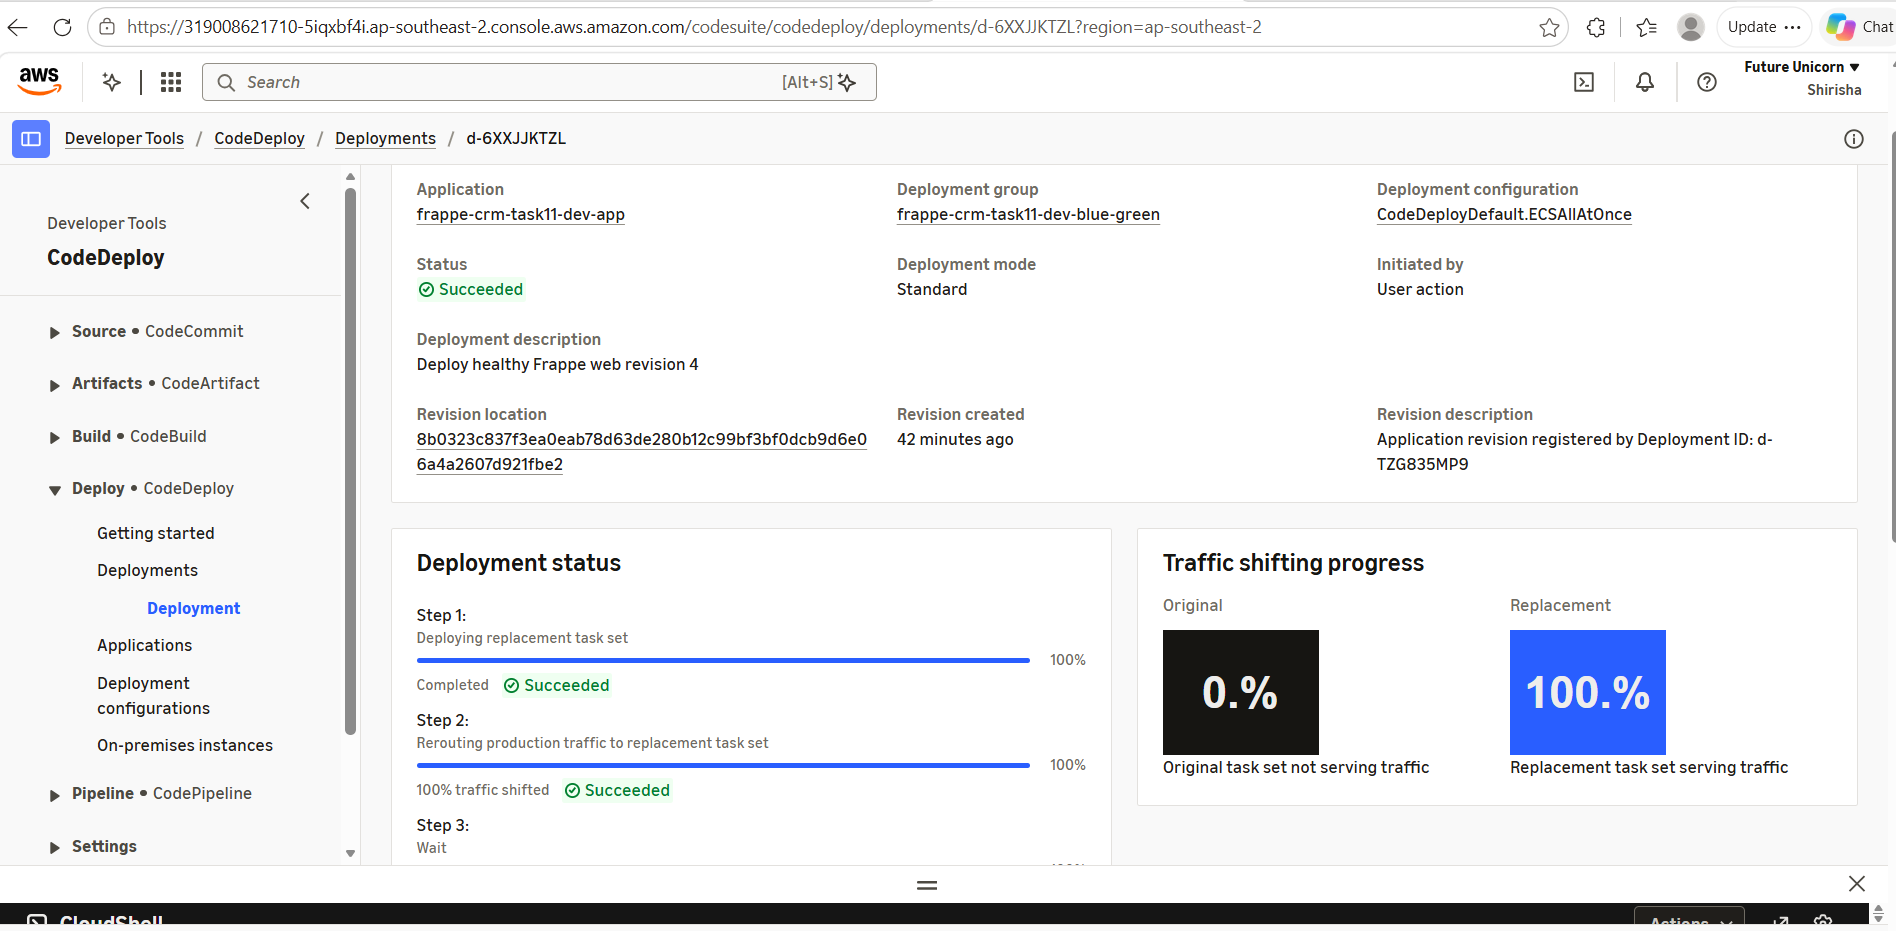 https://319008621710-5iqxbf4i.ap-southeast-2.console.aws.amazon.com/codesuite/codedeploy/deployments/d-6XXJJKTZL?region=ap-southeast-2
Update
Chat
aws
Search
[Alt+S]
Future Unicorn
Shirisha
Developer Tools / CodeDeploy / Deployments / d-6XXJJKTZL
Developer Tools
CodeDeploy
Source • CodeCommit
Artifacts • CodeArtifact
Build • CodeBuild
Deploy • CodeDeploy
Getting started
Deployments
Deployment
Applications
Deployment
configurations
On-premises instances
Pipeline • CodePipeline
Settings
Application
frappe-crm-task11-dev-app
Deployment group
frappe-crm-task11-dev-blue-green
Deployment configuration
CodeDeployDefault.ECSAllAtOnce
Status
Succeeded
Deployment mode
Standard
Initiated by
User action
Deployment description
Deploy healthy Frappe web revision 4
Revision location
8b0323c837f3ea0eab78d63de280b12c99bf3bf0dcb9d6e0
6a4a2607d921fbe2
Revision created
42 minutes ago
Revision description
Application revision registered by Deployment ID: d-
TZG835MP9
Deployment status
Step 1:
Deploying replacement task set
100%
Completed Succeeded
Step 2:
Rerouting production traffic to replacement task set
100%
100% traffic shifted Succeeded
Step 3:
Wait
100%
Traffic shifting progress
Original
0.%
Original task set not serving traffic
Replacement
100.%
Replacement task set serving traffic
CloudShell
Actions